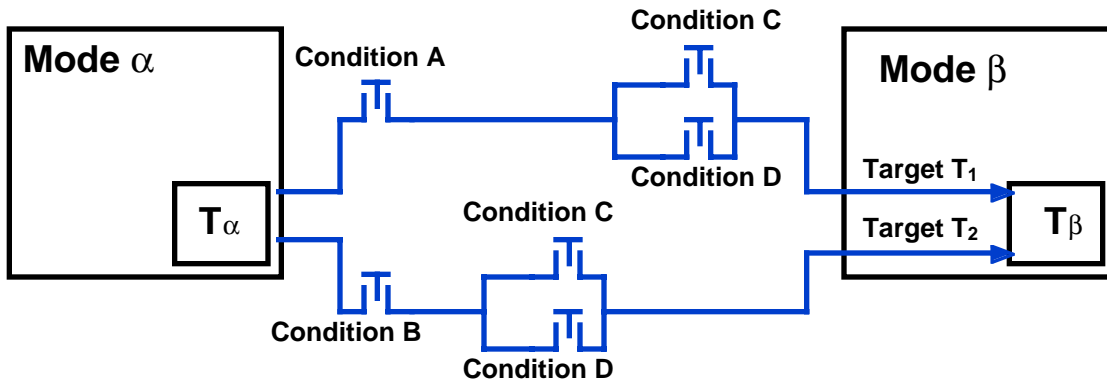 Mode α
Condition A
Condition C
Mode β
Condition D
Target T₁
Tα
Condition C
Target T₂
Tβ
Condition B
Condition D